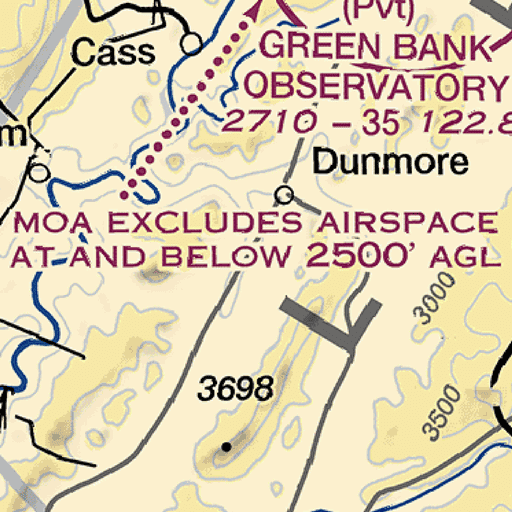 (Pvt)
Cass
GREEN BANK
OBSERVATORY
2710 - 35 122.8
m
Dunmore
MOA EXCLUDES AIRSPACE
AT AND BELOW 2500' AGL
3000
3698
3500